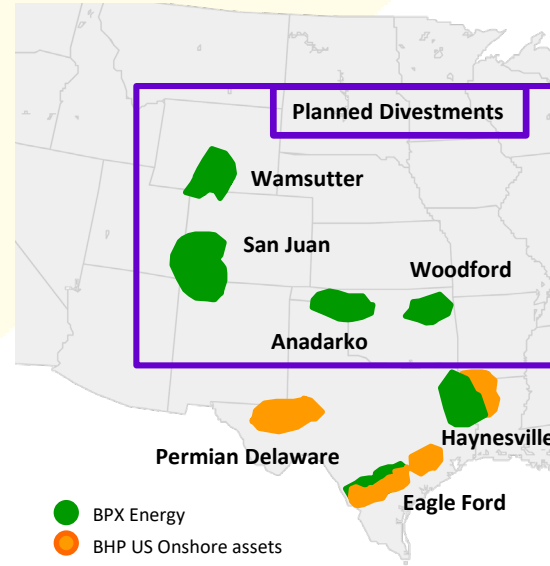 Planned Divestments
Wamsutter
San Juan
Woodford
Anadarko
Haynesville
Permian Delaware
Eagle Ford
BPX Energy
BHP US Onshore assets